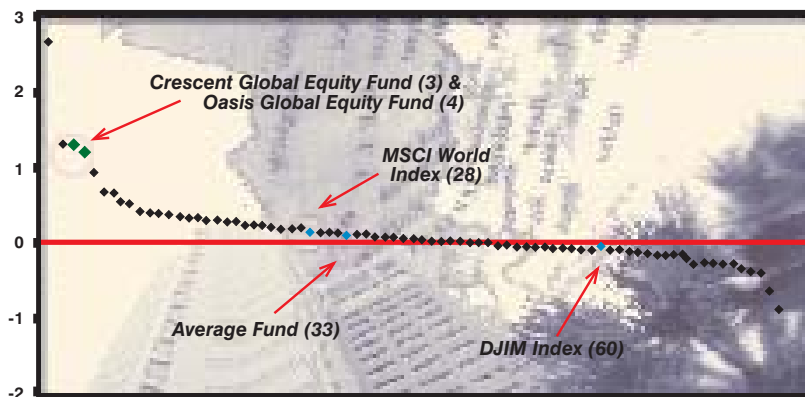 3
Crescent Global Equity Fund (3) &
Oasis Global Equity Fund (4)
2
MSCI World
Index (28)
1
0
Average Fund (33)
DJIM Index (60)
-1
-2